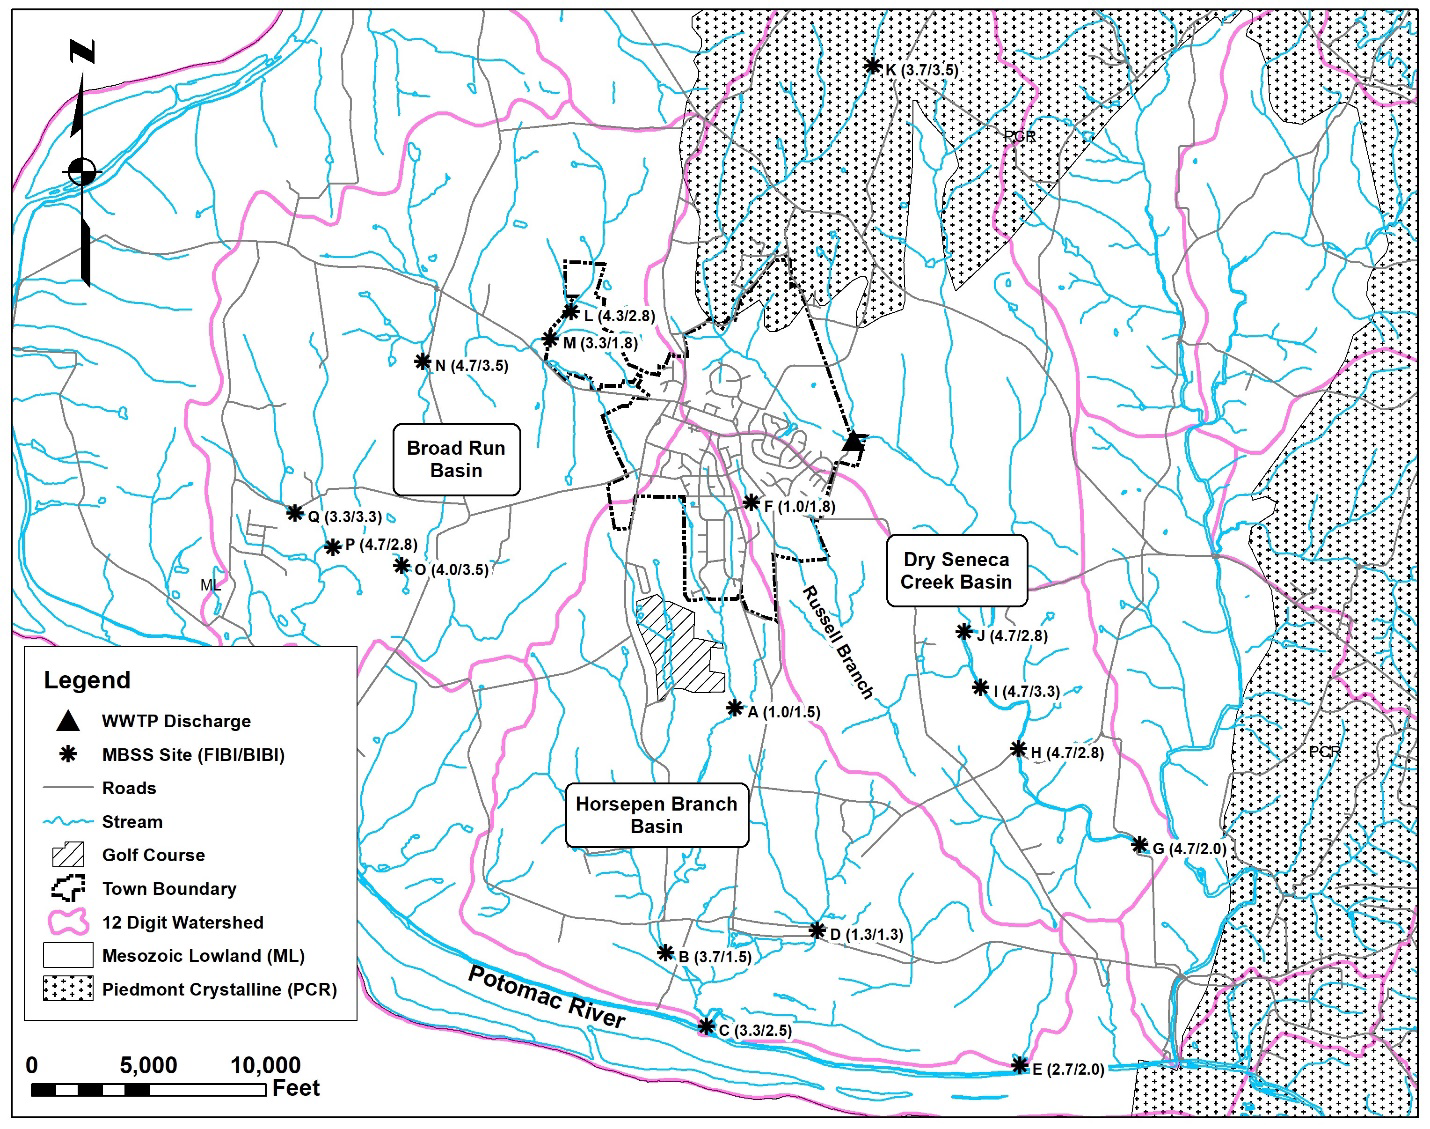 N
K (3.7/3.5)
PCR
L (4.3/2.8)
M (3.3/1.8)
N (4.7/3.5)
Broad Run
Basin
F (1.0/1.8)
Q (3.3/3.3)
P (4.7/2.8)
O (4.0/3.5)
ML
Dry Seneca
Creek Basin
Russell Branch
J (4.7/2.8)
I (4.7/3.3)
A (1.0/1.5)
H (4.7/2.8)
PCR
Horsepen Branch
Basin
G (4.7/2.0)
D (1.3/1.3)
B (3.7/1.5)
Potomac River
C (3.3/2.5)
E (2.7/2.0)
Legend
WWTP Discharge
MBSS Site (FIBI/BIBI)
Roads
Stream
Golf Course
Town Boundary
12 Digit Watershed
Mesozoic Lowland (ML)
Piedmont Crystalline (PCR)
0 5,000 10,000
Feet